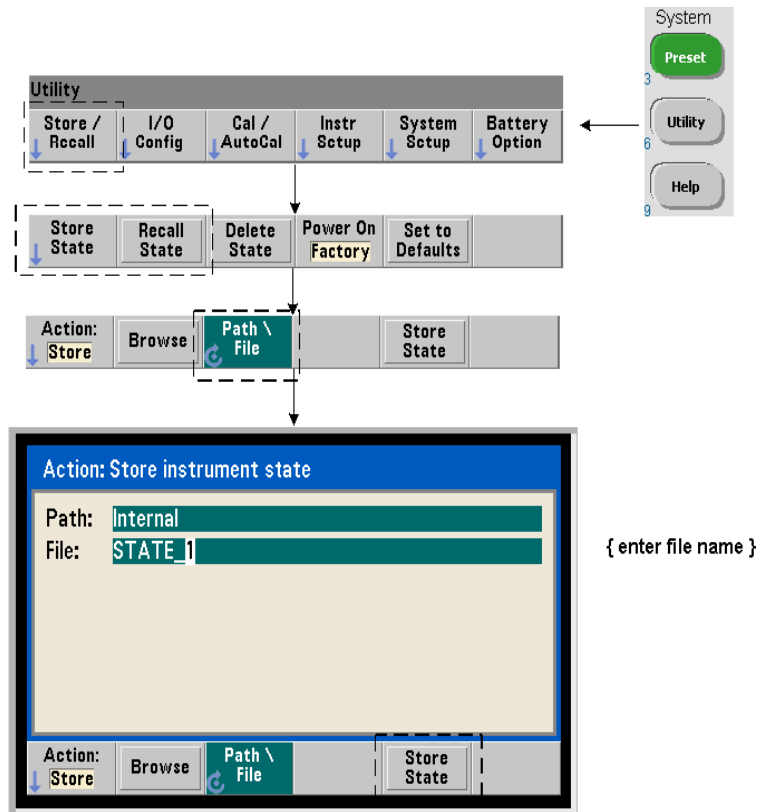 System
Preset
3
Utility
6
Help
9
Utility
Store / Recall
I/O Config
Cal / AutoCal
Instr Setup
System Setup
Battery Option
Store State
Recall State
Delete State
Power On Factory
Set to Defaults
Action: Store
Browse
Path \ File
Store State
Action: Store instrument state
Path: Internal
File: STATE_1
{ enter file name }
Action: Store
Browse
Path \ File
Store State